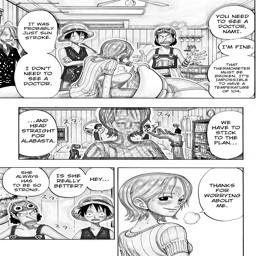 YOU NEED TO
SEE A
DOCTOR,
NAMI.
I'M FINE.
THAT
THERMOMETER
MUST BE
BROKEN. IT'S
IMPOSSIBLE
TO HAVE A
TEMPERATURE
OF 104.
IT WAS
PROBABLY
JUST SUN
STROKE.
I DON'T
NEED TO
SEE A
DOCTOR.
WE HAVE
TO STICK
TO THE
PLAN...
...AND
HEAD
STRAIGHT
FOR
ALABASTA.
THANKS
FOR
WORRYING
ABOUT
ME.
HEY...
IS SHE
REALLY
BETTER?
SHE
ALWAYS
HAS TO
BE SO
STRONG.